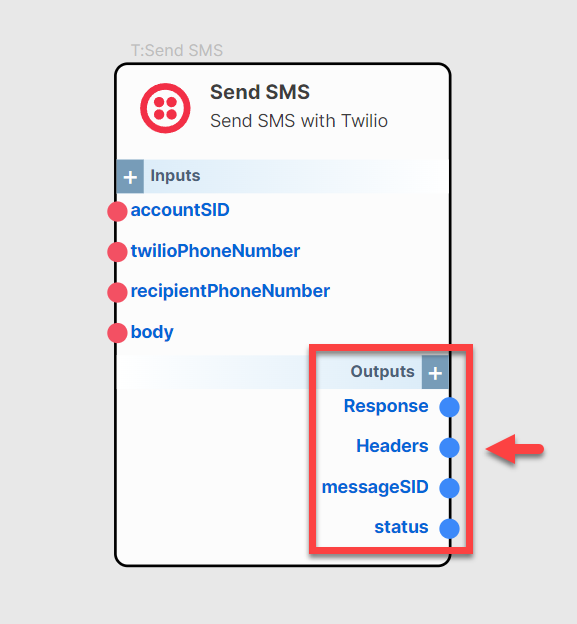 T:Send SMS
Send SMS
Send SMS with Twilio
+ Inputs
accountSID
twilioPhoneNumber
recipientPhoneNumber
body
Outputs +
Response
Headers
messageSID
status